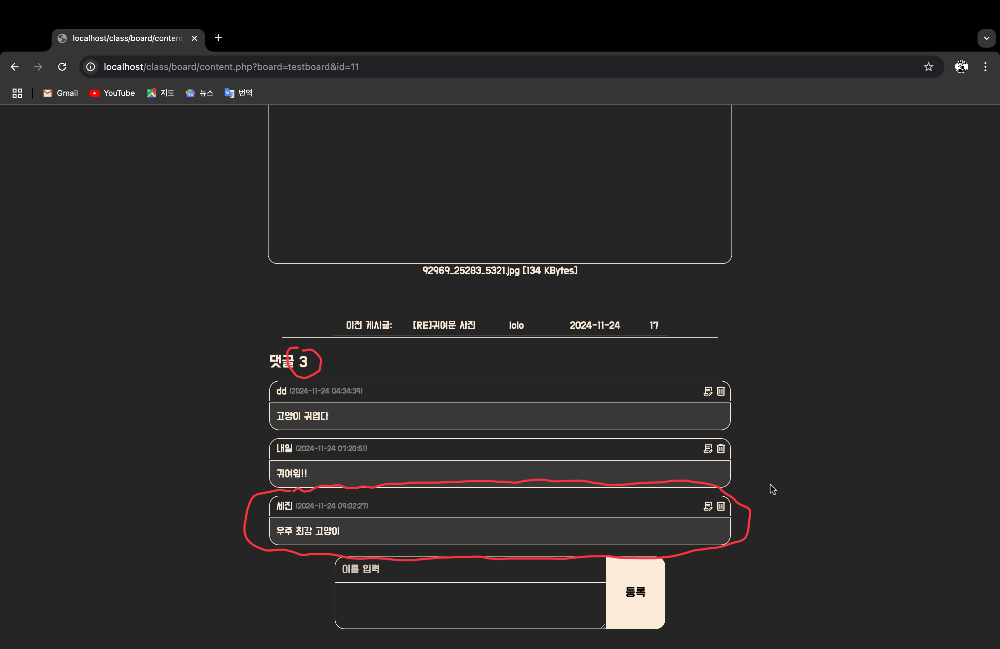 localhost/class/board/content
localhost/class/board/content.php?board=testboard&id=11
Gmail YouTube 지도 뉴스 번역
92969_25283_5321.jpg [134 KBytes]
이전 게시글: [RE]귀여운 사진 lolo 2024-11-24 17
댓글 3
dd (2024-11-24 04:34:39)
고양이 귀엽다
내일 (2024-11-24 07:20:51)
귀여워!!
세진 (2024-11-24 09:02:27)
우주 최강 고양이
이름 입력
등록